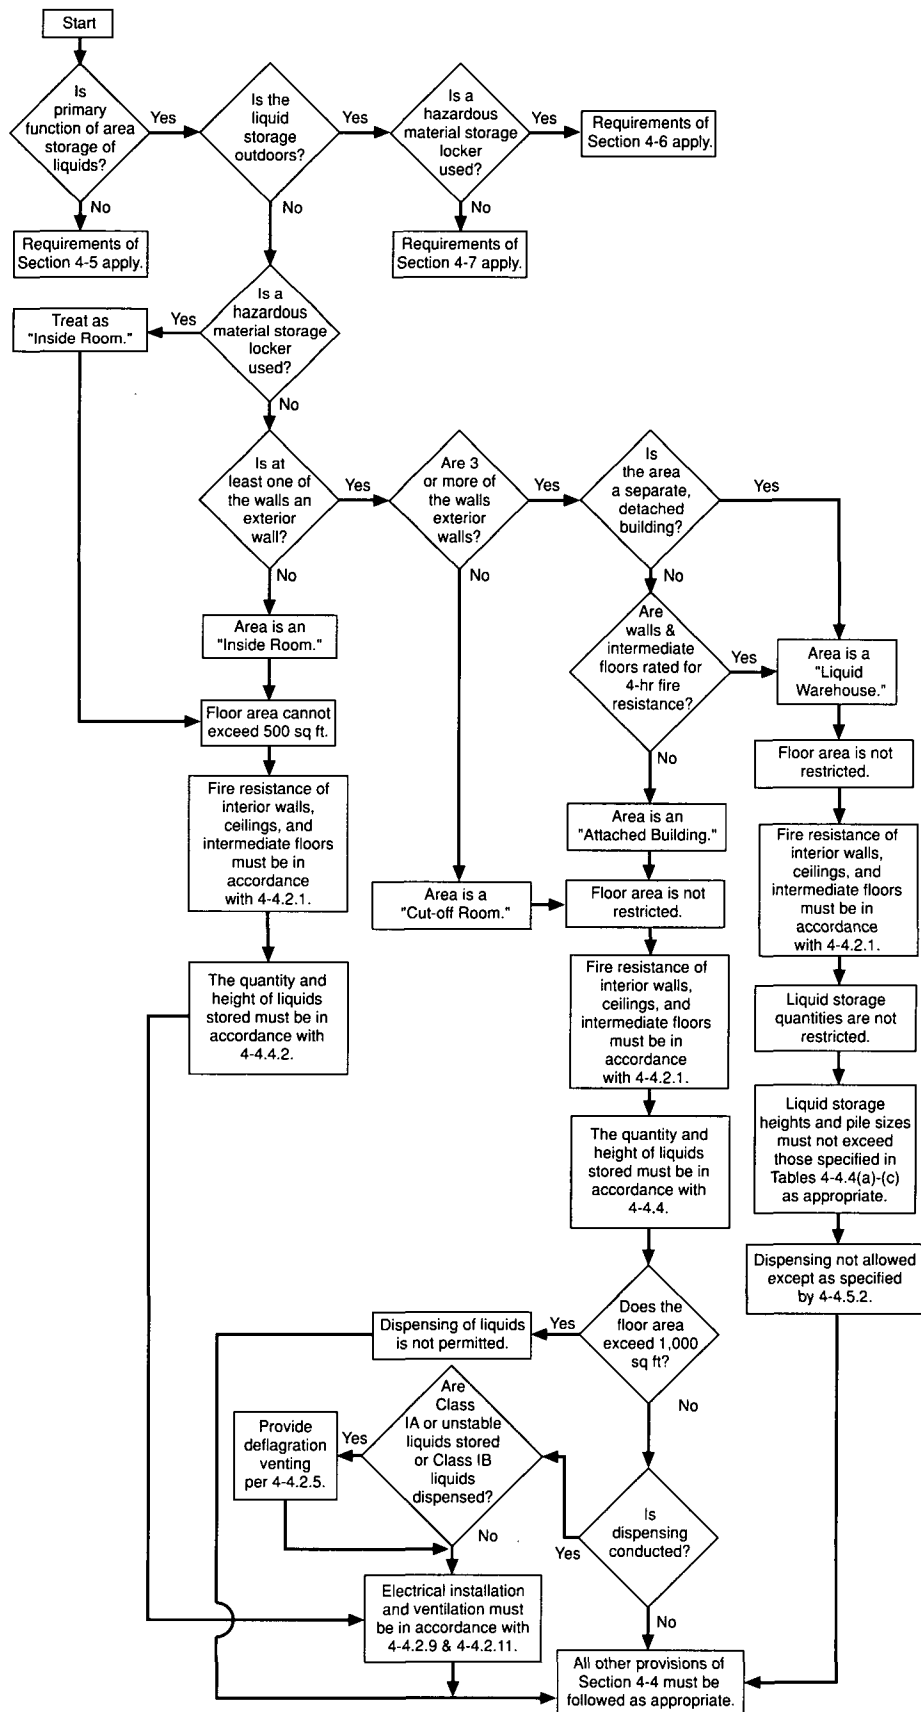 Start
Is
primary
function of area
storage of
liquids?
Yes
Is the
liquid
storage
outdoors?
Yes
Is a
hazardous
material storage
locker
used?
Yes
Requirements of
Section 4-6 apply.
No
No
No
Requirements of
Section 4-5 apply.
Requirements of
Section 4-7 apply.
Is a
hazardous
material storage
locker
used?
Yes
Treat as
"Inside Room."
No
Is at
least one of
the walls an
exterior
wall?
Yes
Are 3
or more of
the walls
exterior
walls?
Yes
Is
the area
a separate,
detached
building?
Yes
No
No
No
Area is an
"Inside Room."
Are
walls &
intermediate
floors rated for
4-hr fire
resistance?
Yes
Area is a
"Liquid
Warehouse."
Floor area cannot
exceed 500 sq ft.
No
Floor area is not
restricted.
Fire resistance of
interior walls,
ceilings, and
intermediate floors
must be in
accordance
with 4-4.2.1.
Area is an
"Attached Building."
Fire resistance of
interior walls,
ceilings, and
intermediate floors
must be in
accordance
with 4-4.2.1.
Area is a
"Cut-off Room."
Floor area is not
restricted.
The quantity and
height of liquids
stored must be in
accordance with
4-4.4.2.
Fire resistance of
interior walls,
ceilings, and
intermediate floors
must be in
accordance
with 4-4.2.1.
Liquid storage
quantities are not
restricted.
Liquid storage
heights and pile sizes
must not exceed
those specified in
Tables 4-4.4(a)-(c)
as appropriate.
The quantity and
height of liquids
stored must be in
accordance with
4-4.4.
Dispensing not allowed
except as specified
by 4-4.5.2.
Does the
floor area
exceed 1,000
sq ft?
Yes
Dispensing of liquids
is not permitted.
No
Are
Class
IA or unstable
liquids stored
or Class IB
liquids
dispensed?
Yes
Provide
deflagration
venting
per 4-4.2.5.
No
Is
dispensing
conducted?
Yes
No
Electrical installation
and ventilation must
be in accordance with
4-4.2.9 & 4-4.2.11.
All other provisions of
Section 4-4 must be
followed as appropriate.